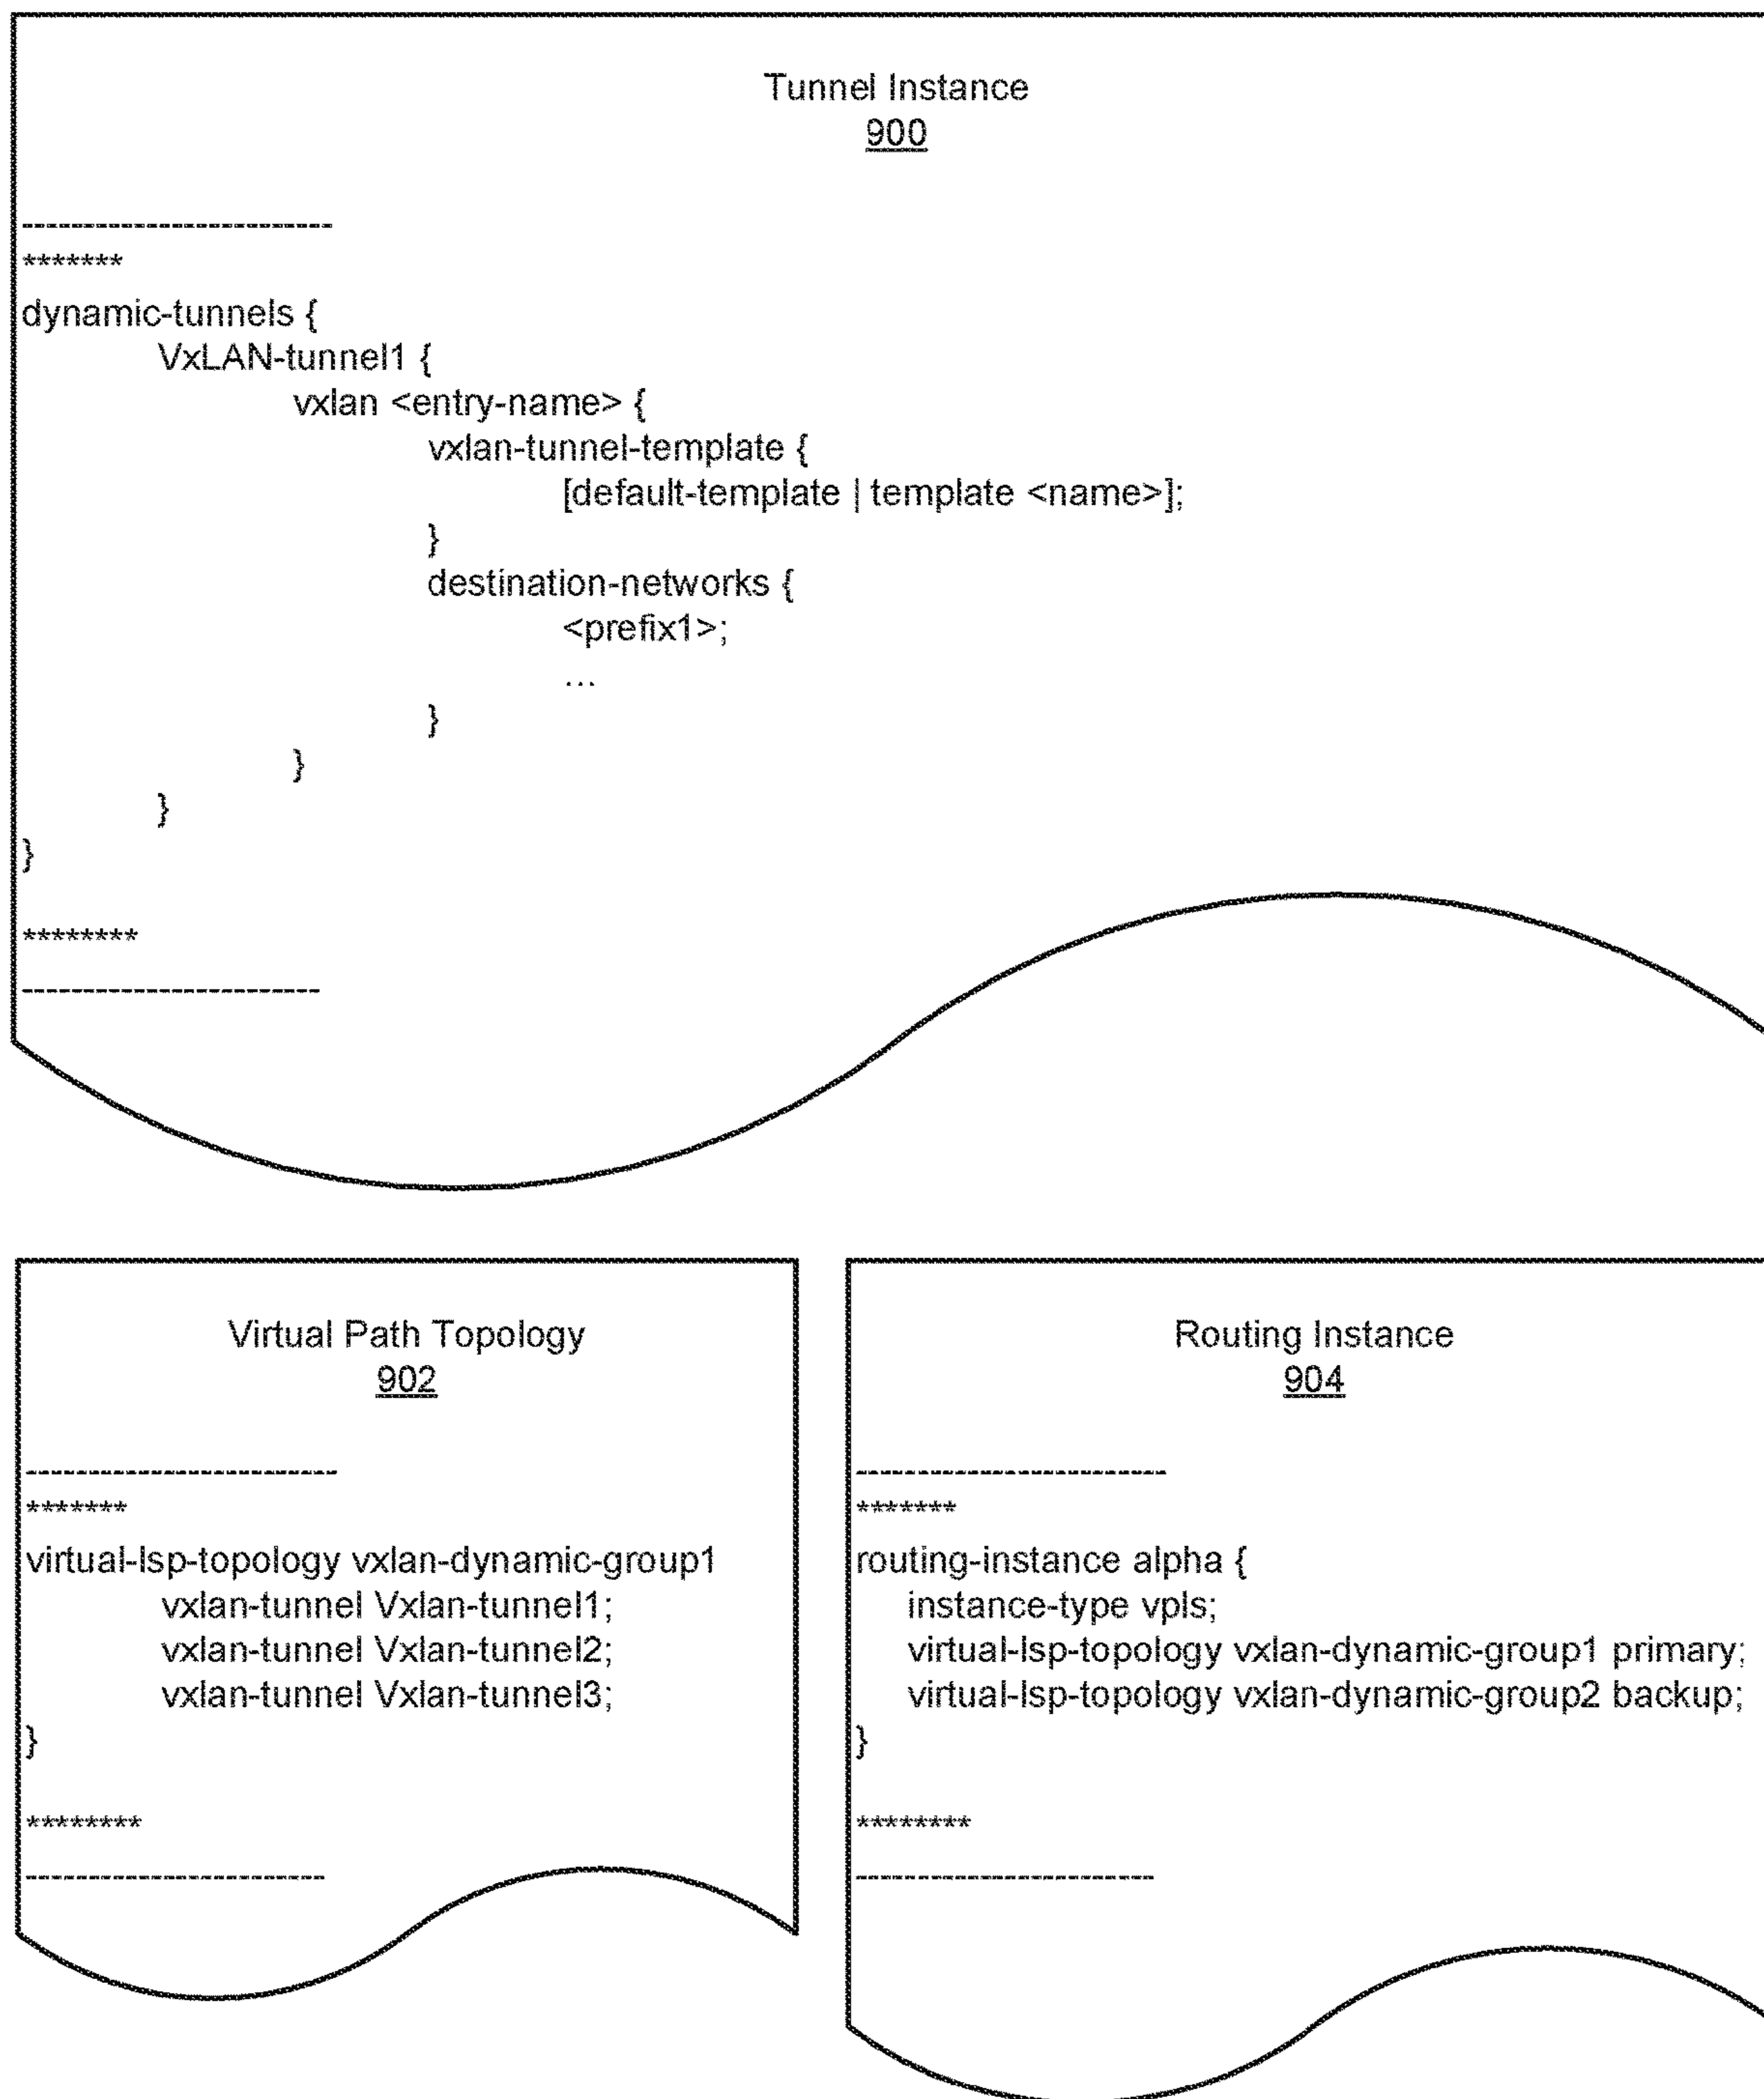 Tunnel Instance
900
-------------------------
*******
dynamic-tunnels {
VxLAN-tunnel1 {
vxlan <entry-name> {
vxlan-tunnel-template {
[default-template | template <name>];
}
destination-networks {
<prefix1>;
...
}
}
}
}
********
------------------------
Virtual Path Topology
902
-------------------------
*******
virtual-lsp-topology vxlan-dynamic-group1
vxlan-tunnel Vxlan-tunnel1;
vxlan-tunnel Vxlan-tunnel2;
vxlan-tunnel Vxlan-tunnel3;
}
********
------------------------
Routing Instance
904
-------------------------
*******
routing-instance alpha {
instance-type vpls;
virtual-lsp-topology vxlan-dynamic-group1 primary;
virtual-lsp-topology vxlan-dynamic-group2 backup;
}
********
------------------------